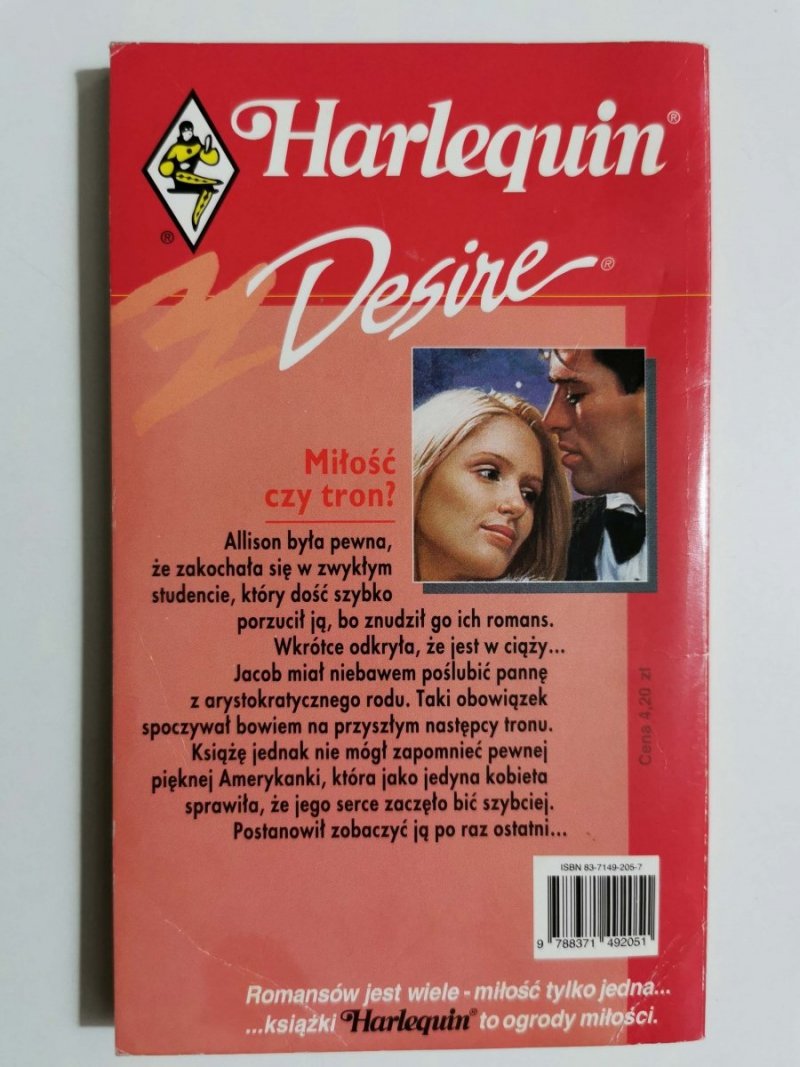 Harlequin®
®
Desire®
Miłość
czy tron?
Allison była pewna,
że zakochała się w zwykłym
studencie, który dość szybko
porzucił ją, bo znudził go ich romans.
Wkrótce odkryła, że jest w ciąży...
Jacob miał niebawem poślubić pannę
z arystokratycznego rodu. Taki obowiązek
spoczywał bowiem na przyszłym następcy tronu.
Książę jednak nie mógł zapomnieć pewnej
pięknej Amerykanki, która jako jedyna kobieta
sprawiła, że jego serce zaczęło bić szybciej.
Postanowił zobaczyć ją po raz ostatni...
Cena 4,20 zł
ISBN 83-7149-205-7
9 788371 492051
Romansów jest wiele - miłość tylko jedna...
...książki Harlequin® to ogrody miłości.